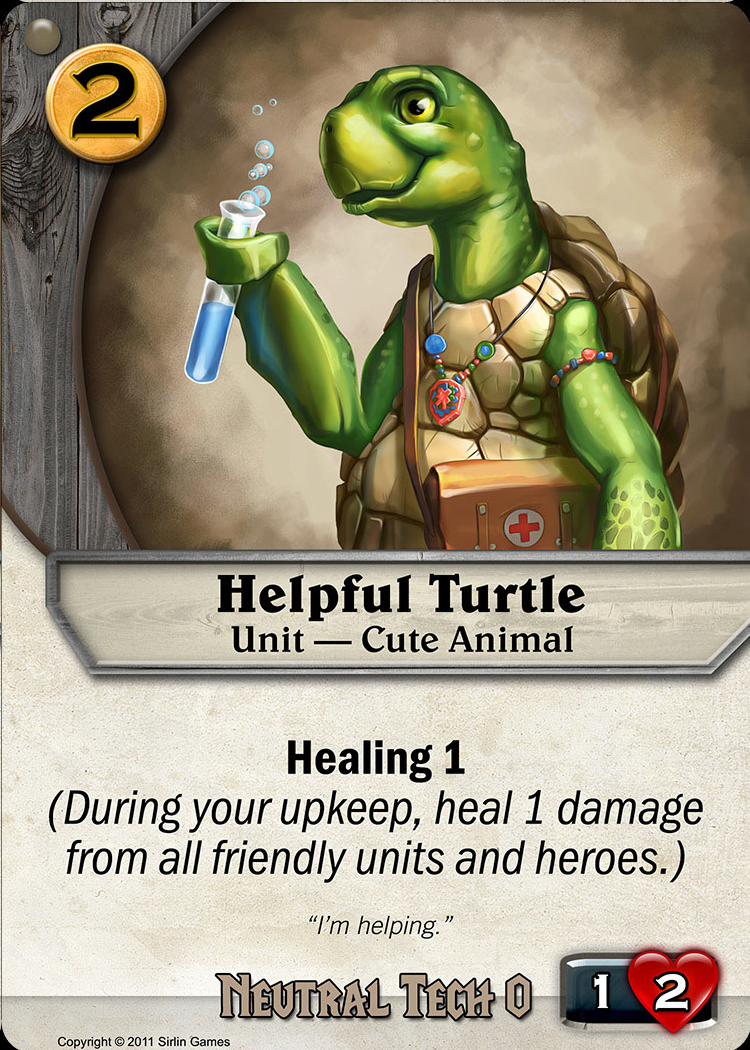 2
Helpful Turtle
Unit — Cute Animal
Healing 1
(During your upkeep, heal 1 damage
from all friendly units and heroes.)
“I’m helping.”
Neutral Tech 0
1 2
Copyright © 2011 Sirlin Games